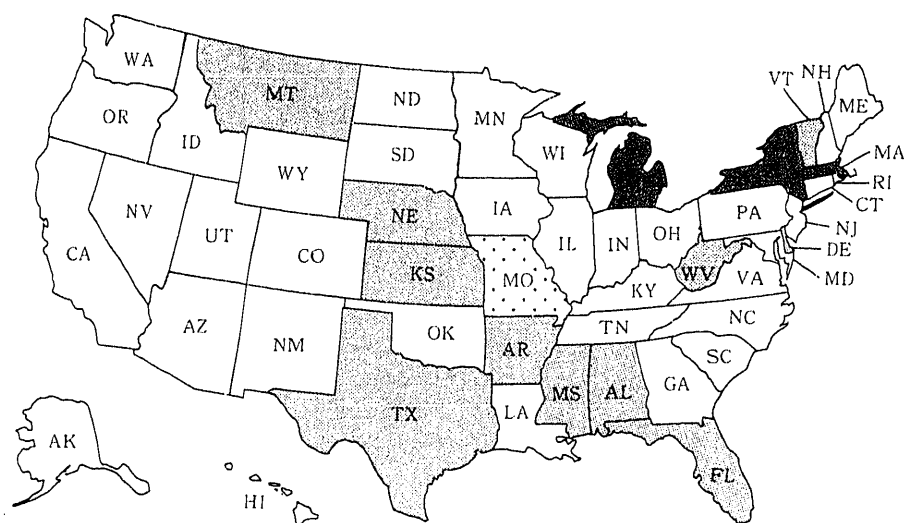 WA
MT
ND
MN
VT
NH
ME
OR
ID
SD
WI
MA
WY
RI
CT
NV
NE
IA
PA
NJ
CA
UT
CO
IL
IN
OH
DE
KS
MO
WV
VA
MD
KY
AZ
NM
OK
AR
TN
NC
SC
MS
AL
GA
TX
LA
AK
FL
HI